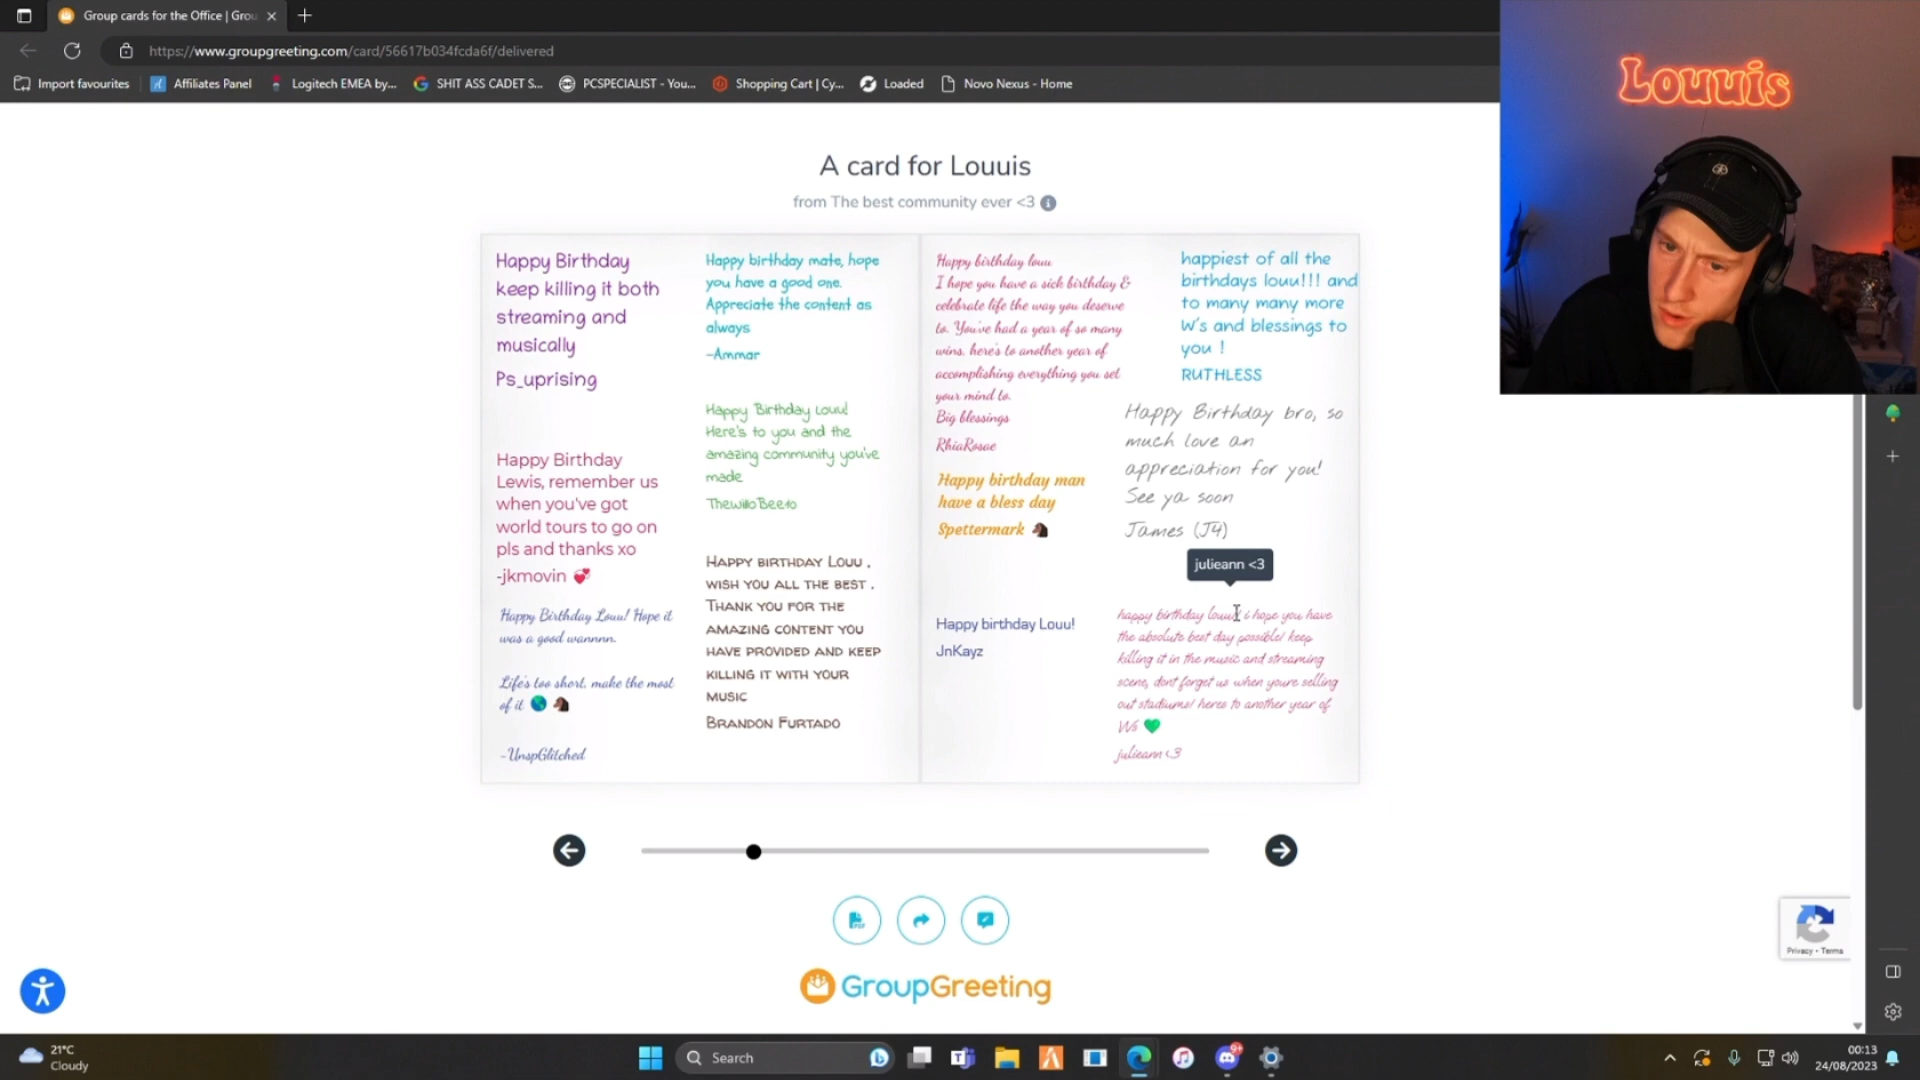 Group cards for the Office | Grou
https://www.groupgreeting.com/card/56617b034fcda6f/delivered
Import favourites
Affiliates Panel
Logitech EMEA by...
SHIT ASS CADET S...
PCSPECIALIST - You...
Shopping Cart | Cy...
Loaded
Novo Nexus - Home
Louuis
A card for Louuis
from The best community ever <3
Happy Birthday
keep killing it both
streaming and
musically
Ps_uprising
Happy Birthday
Lewis, remember us
when you've got
world tours to go on
pls and thanks xo
-jkmovin 💞
Happy Birthday Louu! Hope it
was a good wannnn.
Life's too short, make the most
of it 🌎 🐴
-UnspGlitched
Happy birthday mate, hope
you have a good one.
Appreciate the content as
always
-Ammar
Happy Birthday Louu!
Here's to you and the
amazing community you've
made
ThewilloBee10
HAPPY BIRTHDAY LOUU ,
WISH YOU ALL THE BEST .
THANK YOU FOR THE
AMAZING CONTENT YOU
HAVE PROVIDED AND KEEP
KILLING IT WITH YOUR
MUSIC
BRANDON FURTADO
Happy birthday louu
I hope you have a sick birthday &
celebrate life the way you deserve
to. You've had a year of so many
wins, here's to another year of
accomplishing everything you set
your mind to.
Big blessings
RhiaRosae
Happy birthday man
have a bless day
Spettermark 🐴
Happy birthday Louu!
JnKayz
happiest of all the
birthdays louu!!! and
to many many more
W's and blessings to
you !
RUTHLESS
Happy Birthday bro, so
much love an
appreciation for you!
See ya soon
James (J4)
julieann <3
happy birthday louu! i hope you have
the absolute best day possible! keep
killing it in the music and streaming
scene, dont forget us when youre selling
out stadiums! heres to another year of
Ws 💚
julieann <3
PDF
GroupGreeting
Privacy - Terms
21°C
Cloudy
Search
9+
00:13
24/08/2023